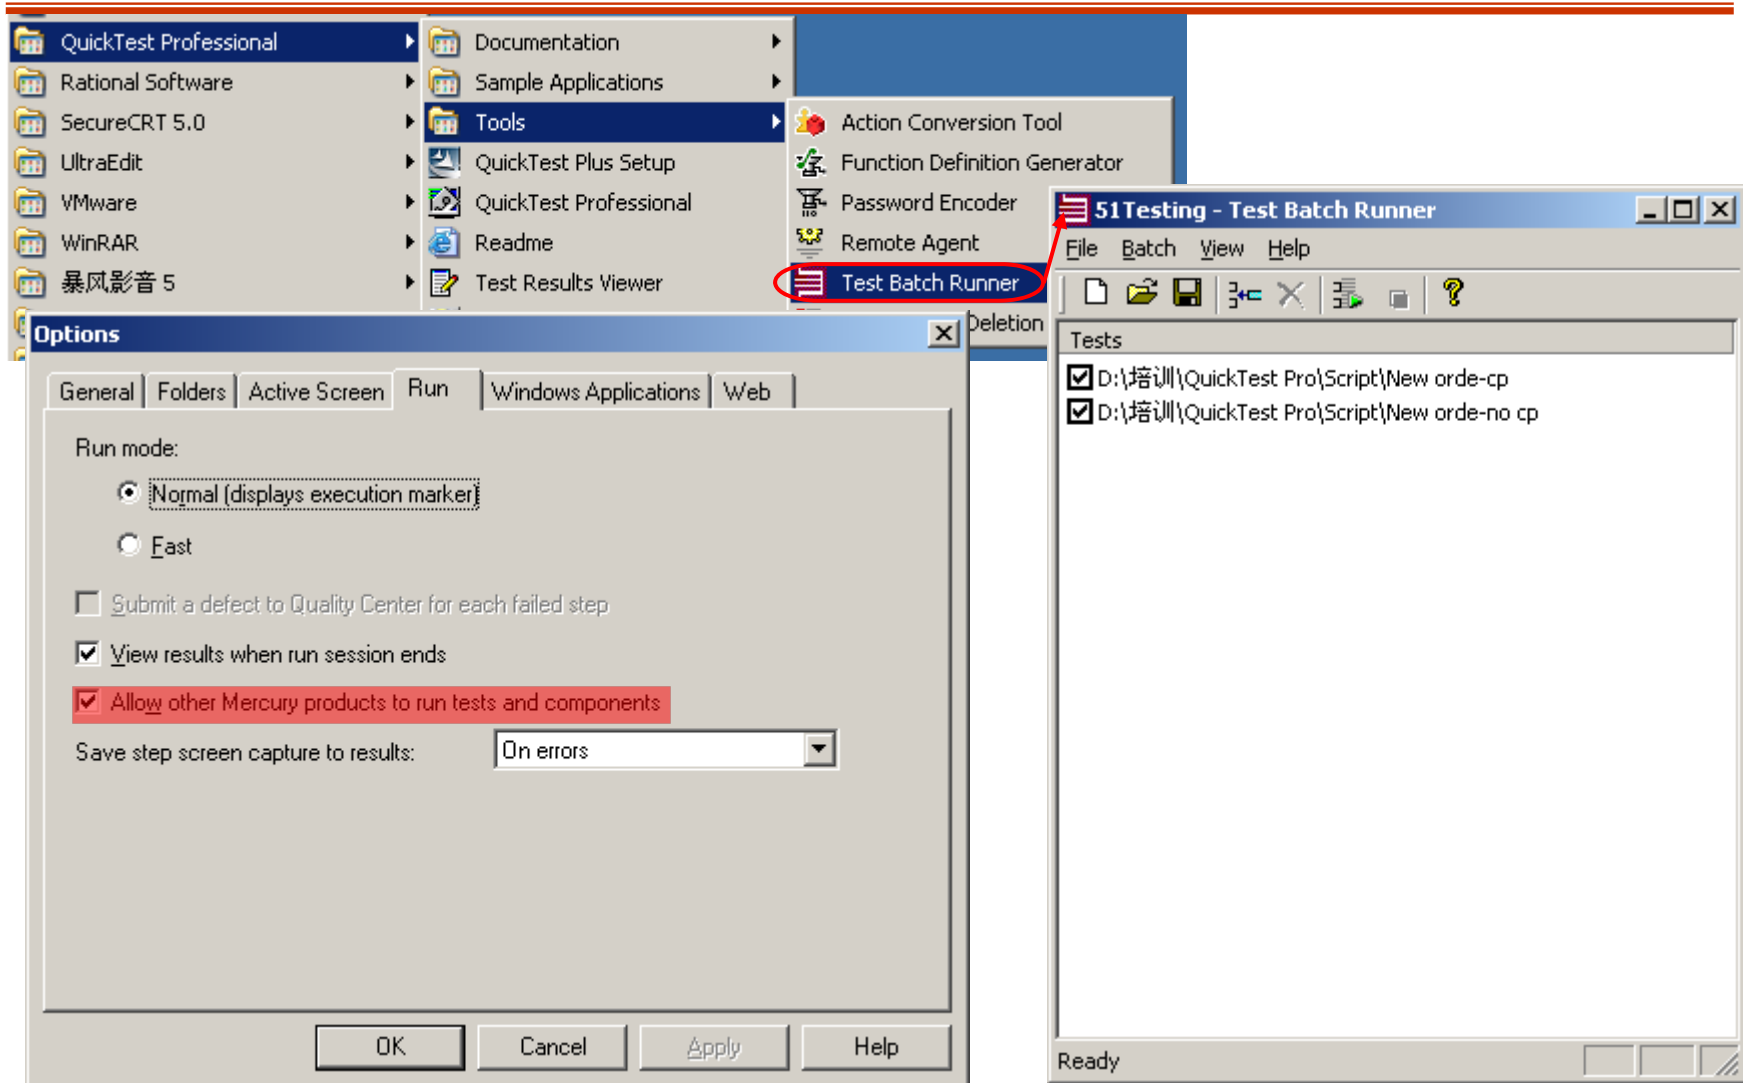 QuickTest Professional
Rational Software
SecureCRT 5.0
UltraEdit
VMware
WinRAR
暴风影音 5
Documentation
Sample Applications
Tools
QuickTest Plus Setup
QuickTest Professional
Readme
Test Results Viewer
Action Conversion Tool
Function Definition Generator
Password Encoder
Remote Agent
Test Batch Runner
Deletion
Options
General Folders Active Screen Run Windows Applications Web
Run mode:
Normal (displays execution marker)
Fast
Submit a defect to Quality Center for each failed step
View results when run session ends
Allow other Mercury products to run tests and components
Save step screen capture to results: On errors
OK Cancel Apply Help
51Testing - Test Batch Runner
File Batch View Help
Tests
D:\培训\QuickTest Pro\Script\New orde-cp
D:\培训\QuickTest Pro\Script\New orde-no cp
Ready